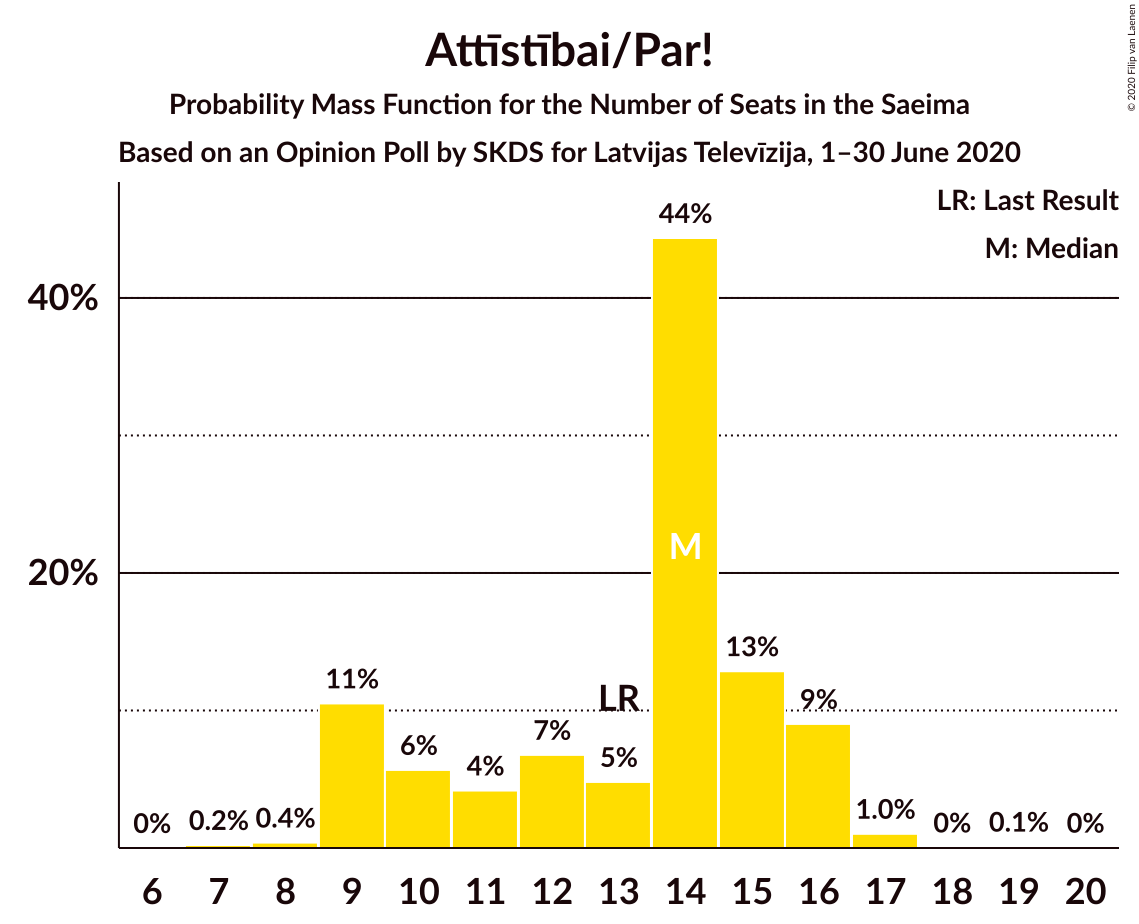 Attīstībai/Par!
Probability Mass Function for the Number of Seats in the Saeima
Based on an Opinion Poll by SKDS for Latvijas Televīzija, 1–30 June 2020
© 2020 Filip van Laenen
LR: Last Result
M: Median
40%
20%
0%
0.2%
0.4%
11%
6%
4%
7%
LR
5%
44%
M
13%
9%
1.0%
0%
0.1%
0%
6 7 8 9 10 11 12 13 14 15 16 17 18 19 20